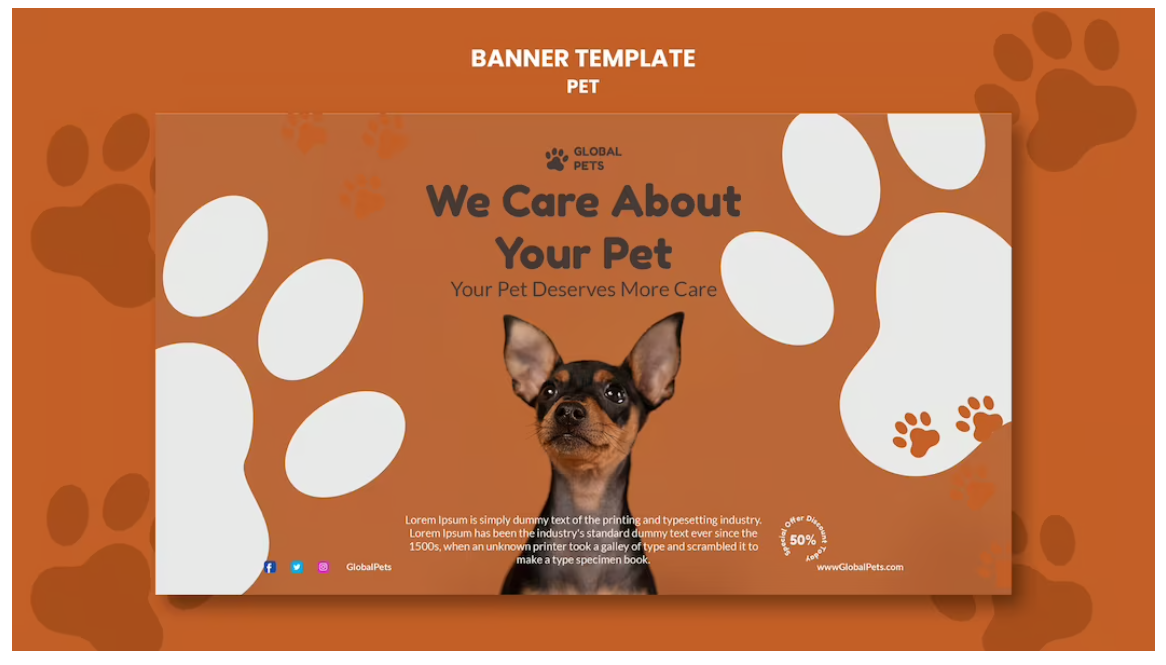 BANNER TEMPLATE
PET
GLOBAL
PETS
We Care About
Your Pet
Your Pet Deserves More Care
Lorem Ipsum is simply dummy text of the printing and typesetting industry.
Lorem Ipsum has been the industry's standard dummy text ever since the
1500s, when an unknown printer took a galley of type and scrambled it to
make a type specimen book.
Special Offer Discount Today
50%
f
GlobalPets
wwwGlobalPets.com